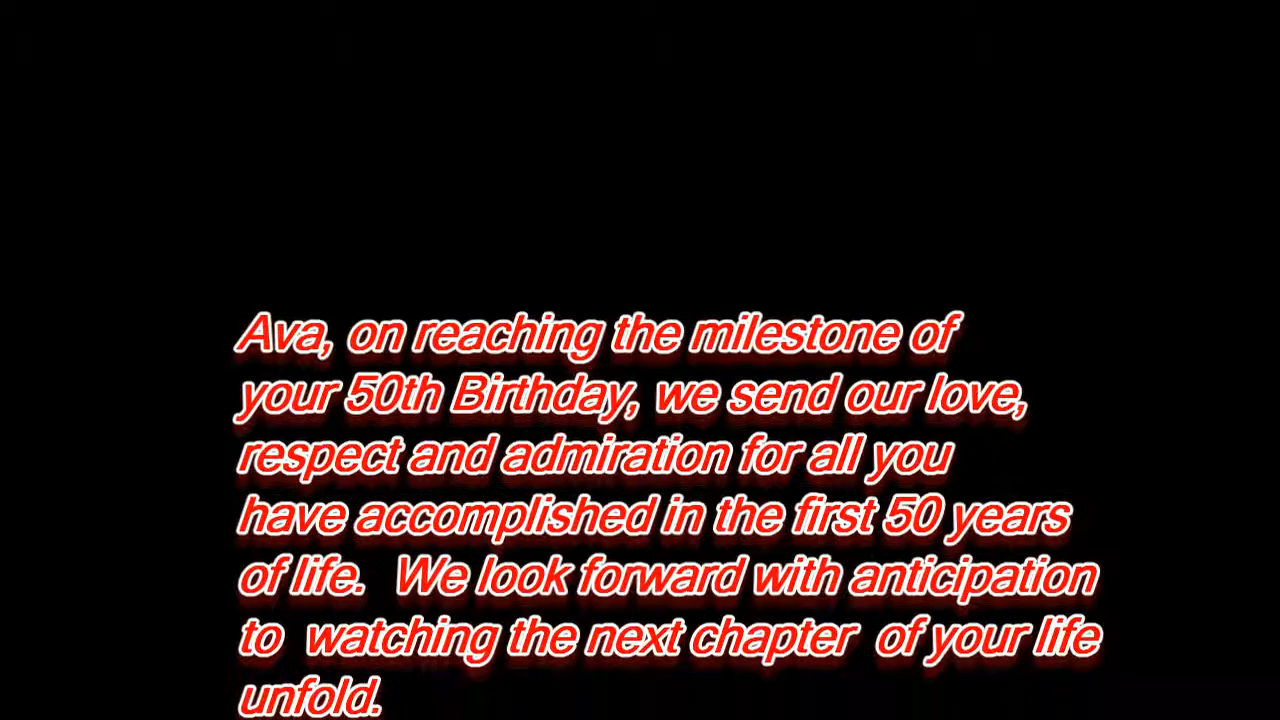 Ava, on reaching the milestone of
your 50th Birthday, we send our love,
respect and admiration for all you
have accomplished in the first 50 years
of life.  We look forward with anticipation
to  watching the next chapter  of your life
unfold.